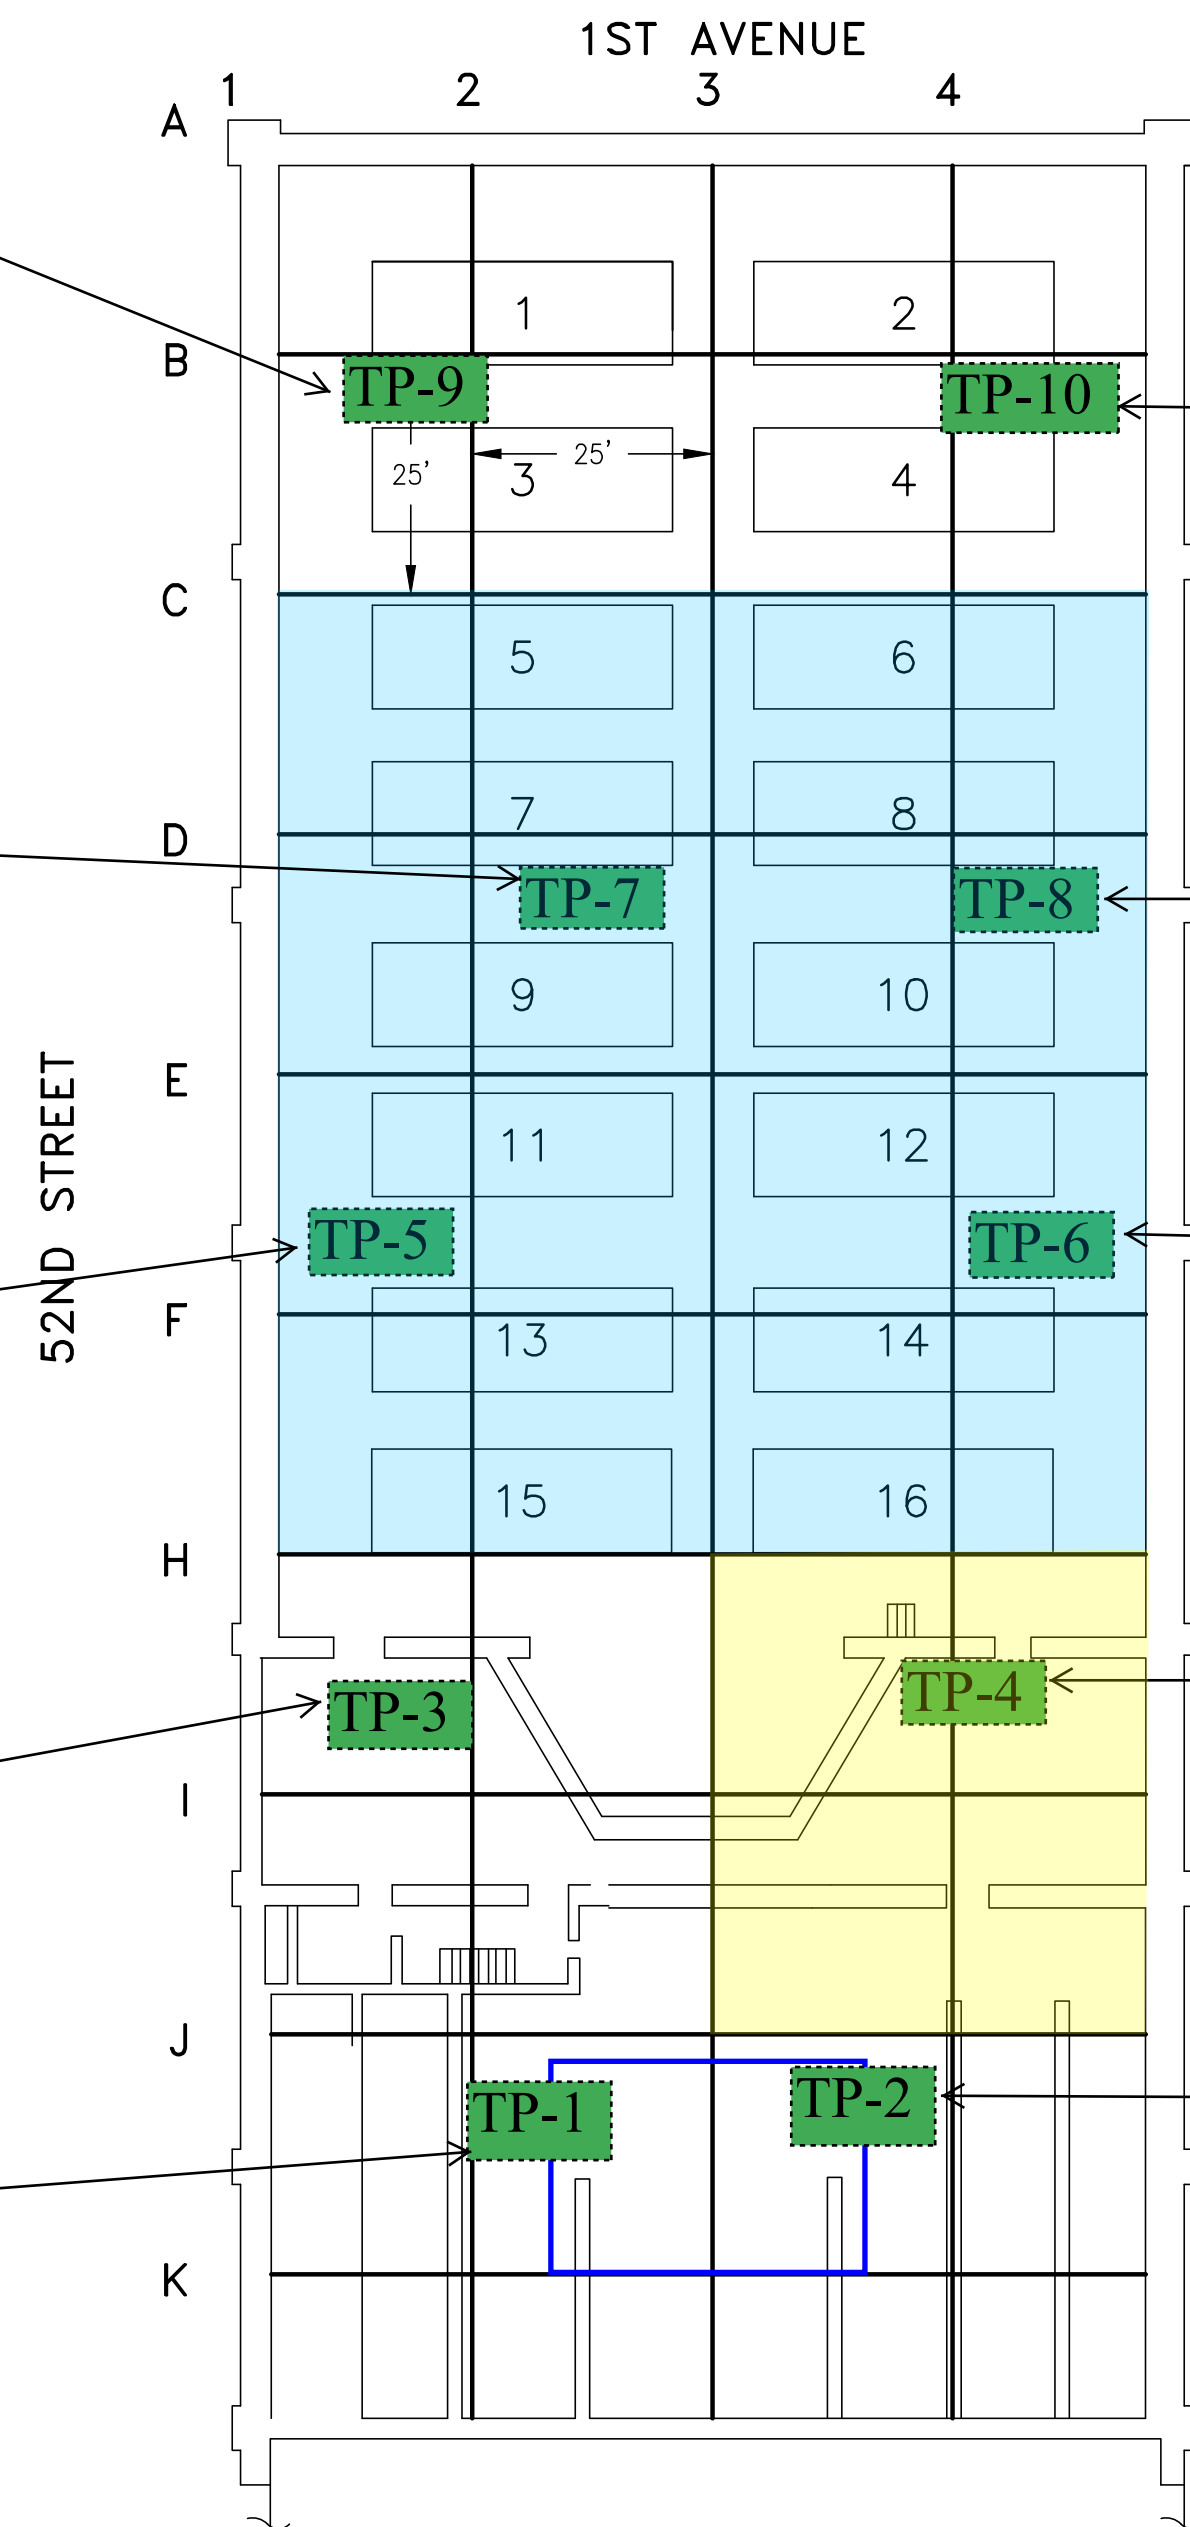 1ST AVENUE
1 2 3 4
A
1 2
B
TP-9 TP-10
25' 25'
3 4
C
5 6
7 8
D
TP-7 TP-8
9 10
E
11 12
52ND STREET
TP-5 TP-6
F
13 14
15 16
H
TP-4
TP-3
I
J
TP-1 TP-2
K